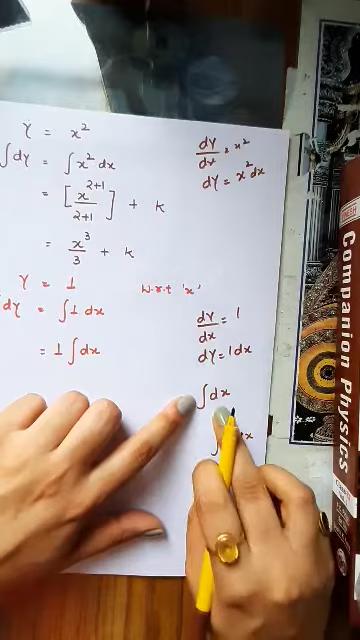 Y = x²
∫dY = ∫x² dx
= [x²⁺¹/2+1] + k
= x³/3 + k
Y = 1 w.r.t 'x'
dY = ∫1 dx
= 1 ∫dx
dY/dx = x²
dY = x² dx
dY/dx = 1
dY = 1dx
∫dx
Companion Physics